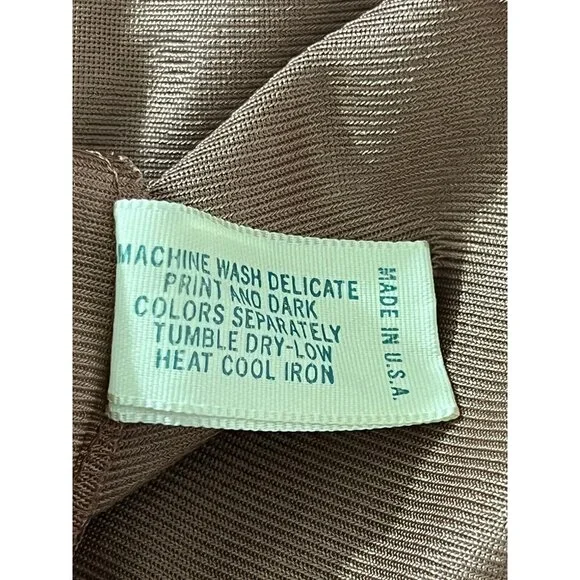 MACHINE WASH DELICATE
PRINT AND DARK
COLORS SEPARATELY
TUMBLE DRY-LOW
HEAT COOL IRON
MADE IN U.S.A.